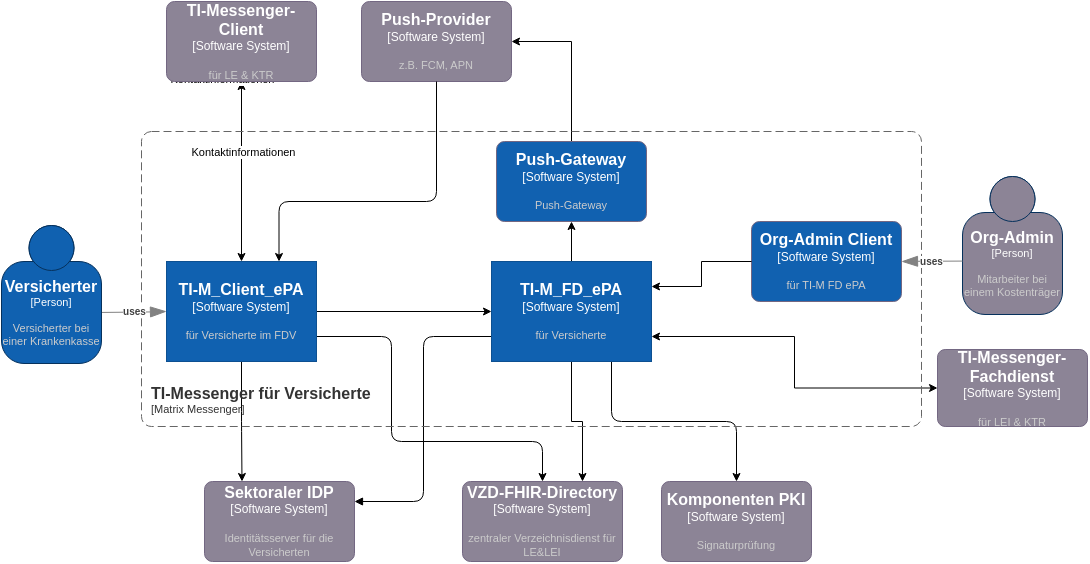 TI-Messenger-
Client
[Software System]
für LE & KTR
Kontaktinformationen
Push-Provider
[Software System]
z.B. FCM, APN
Kontaktinformationen
Push-Gateway
[Software System]
Push-Gateway
Org-Admin Client
[Software System]
für TI-M FD ePA
uses
Org-Admin
[Person]
Mitarbeiter bei
einem Kostenträger
Versicherter
[Person]
Versicherter bei
einer Krankenkasse
uses
TI-M_Client_ePA
[Software System]
für Versicherte im FDV
TI-M_FD_ePA
[Software System]
für Versicherte
TI-Messenger-
Fachdienst
[Software System]
für LEI & KTR
TI-Messenger für Versicherte
[Matrix Messenger]
Sektoraler IDP
[Software System]
Identitätsserver für die
Versicherten
VZD-FHIR-Directory
[Software System]
zentraler Verzeichnisdienst für
LE&LEI
Komponenten PKI
[Software System]
Signaturprüfung